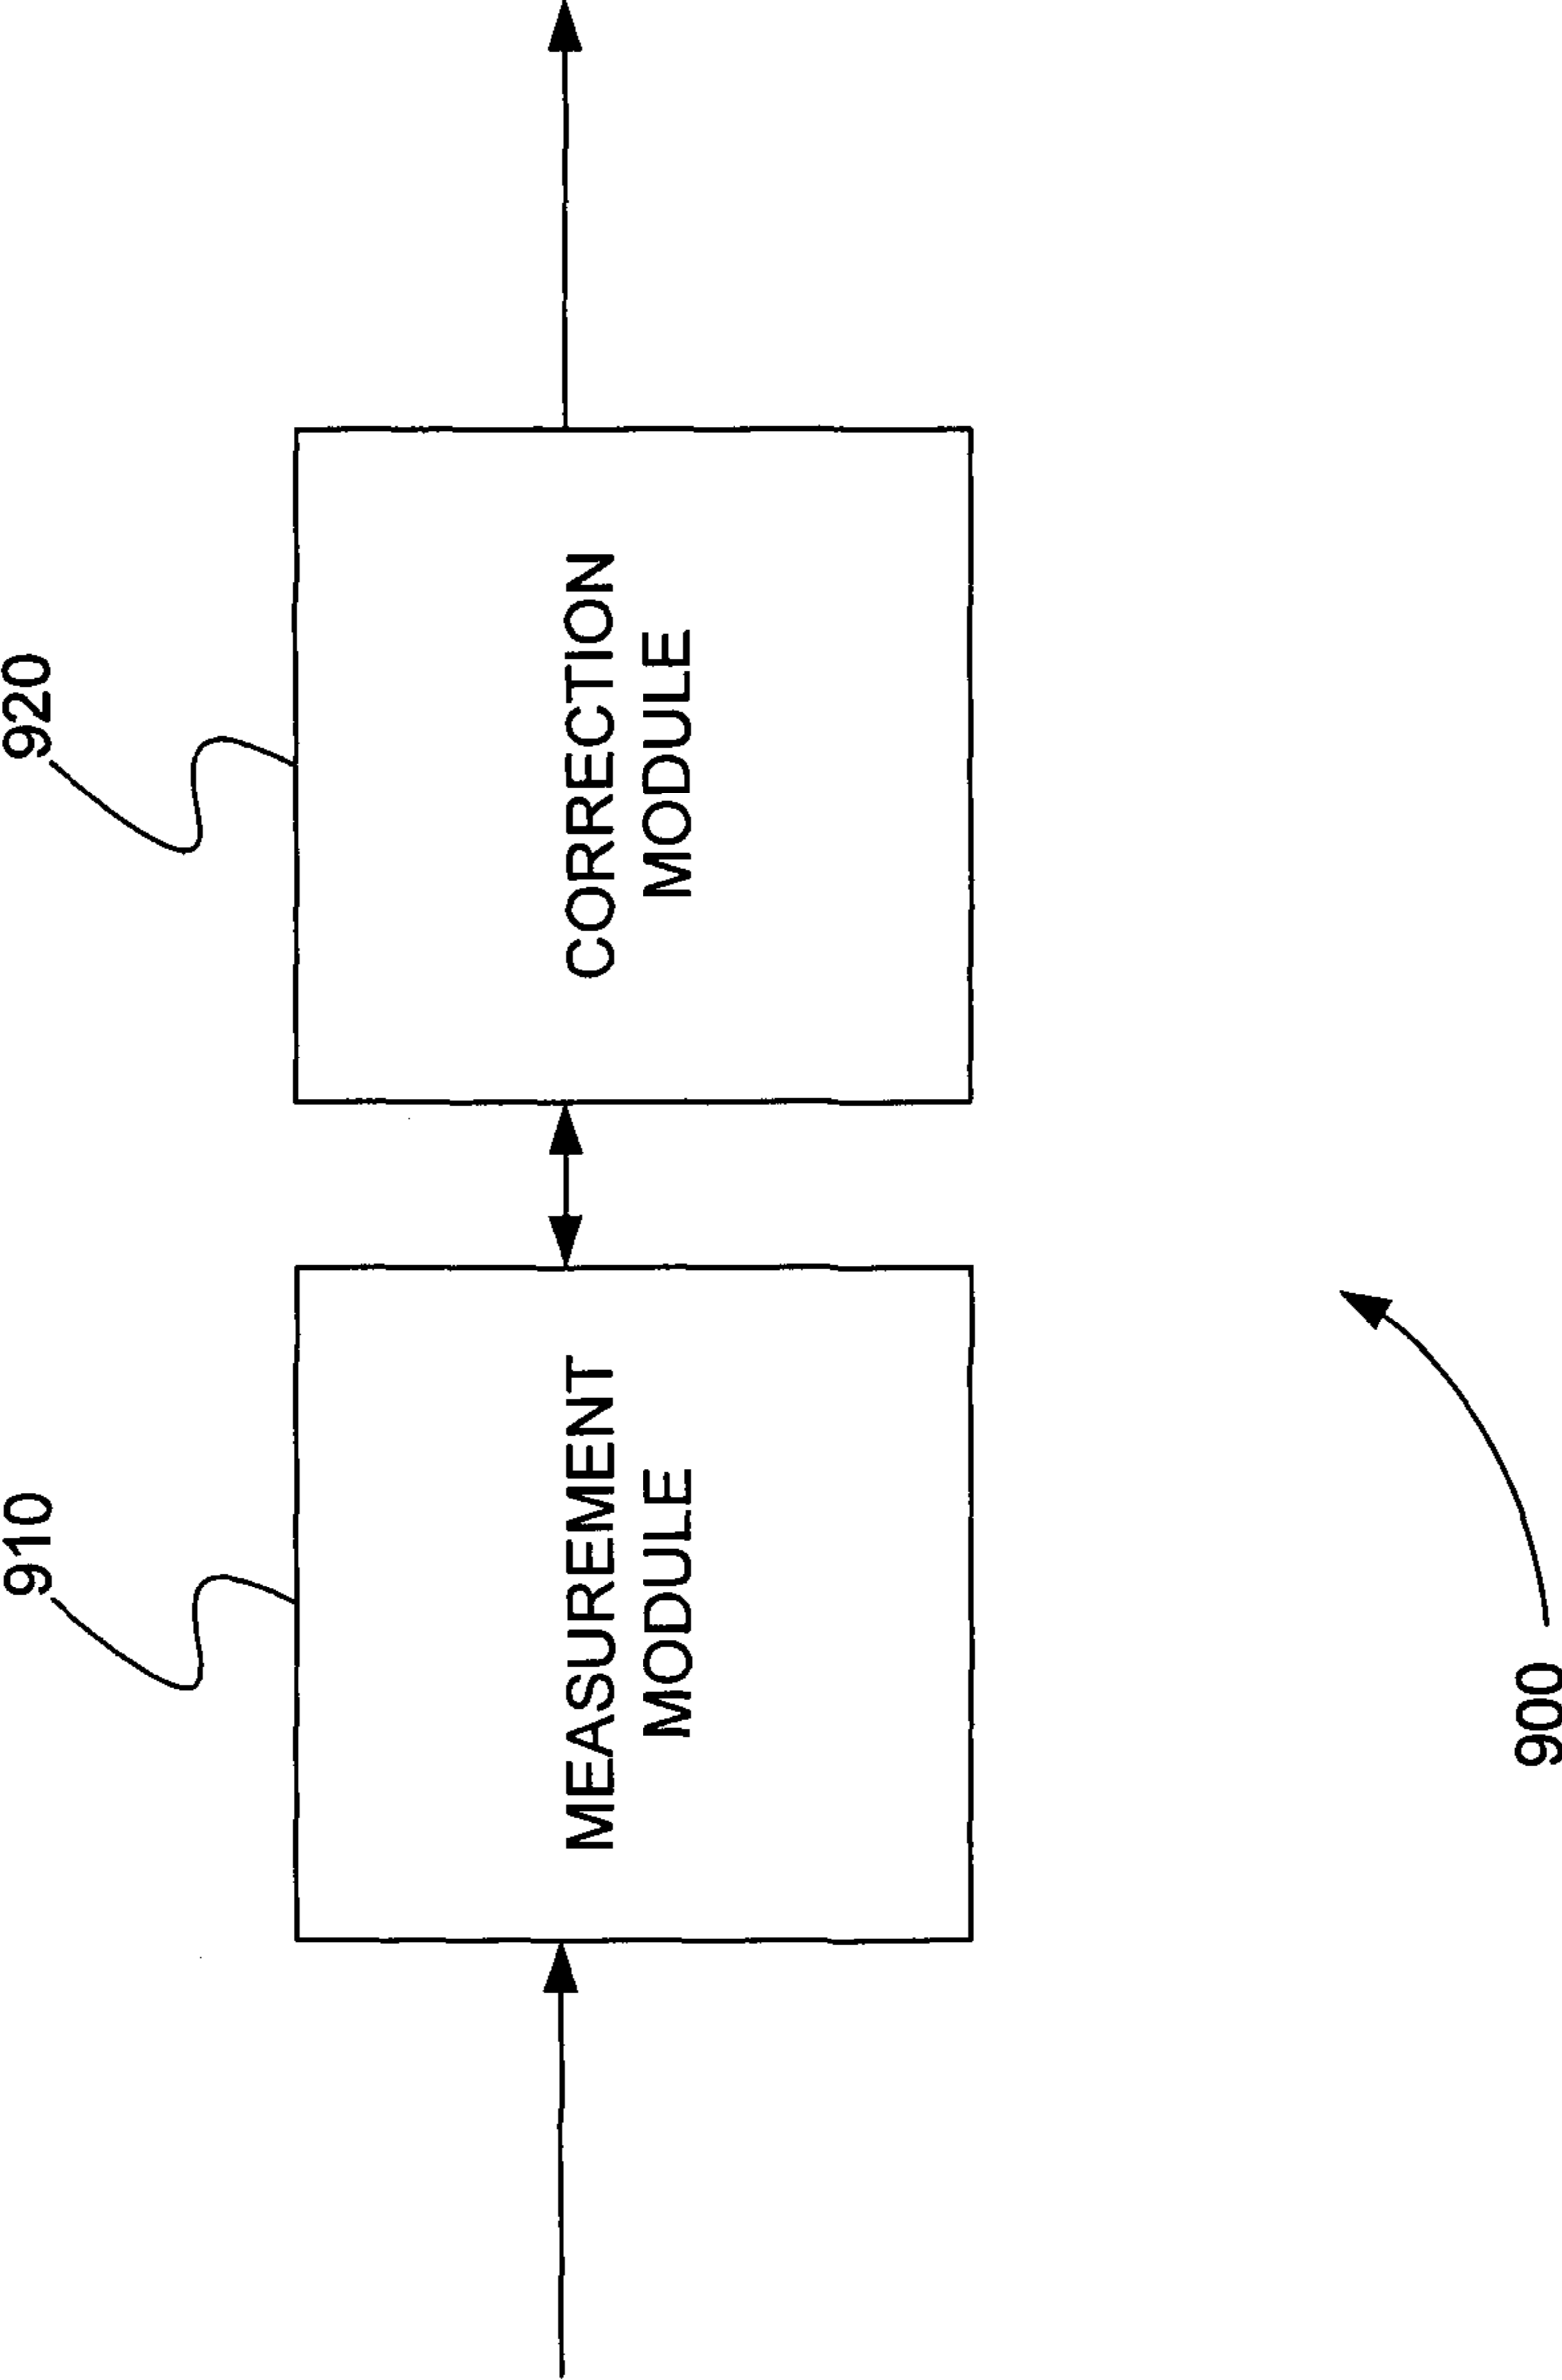 910
920
MEASUREMENT
MODULE
CORRECTION
MODULE
900